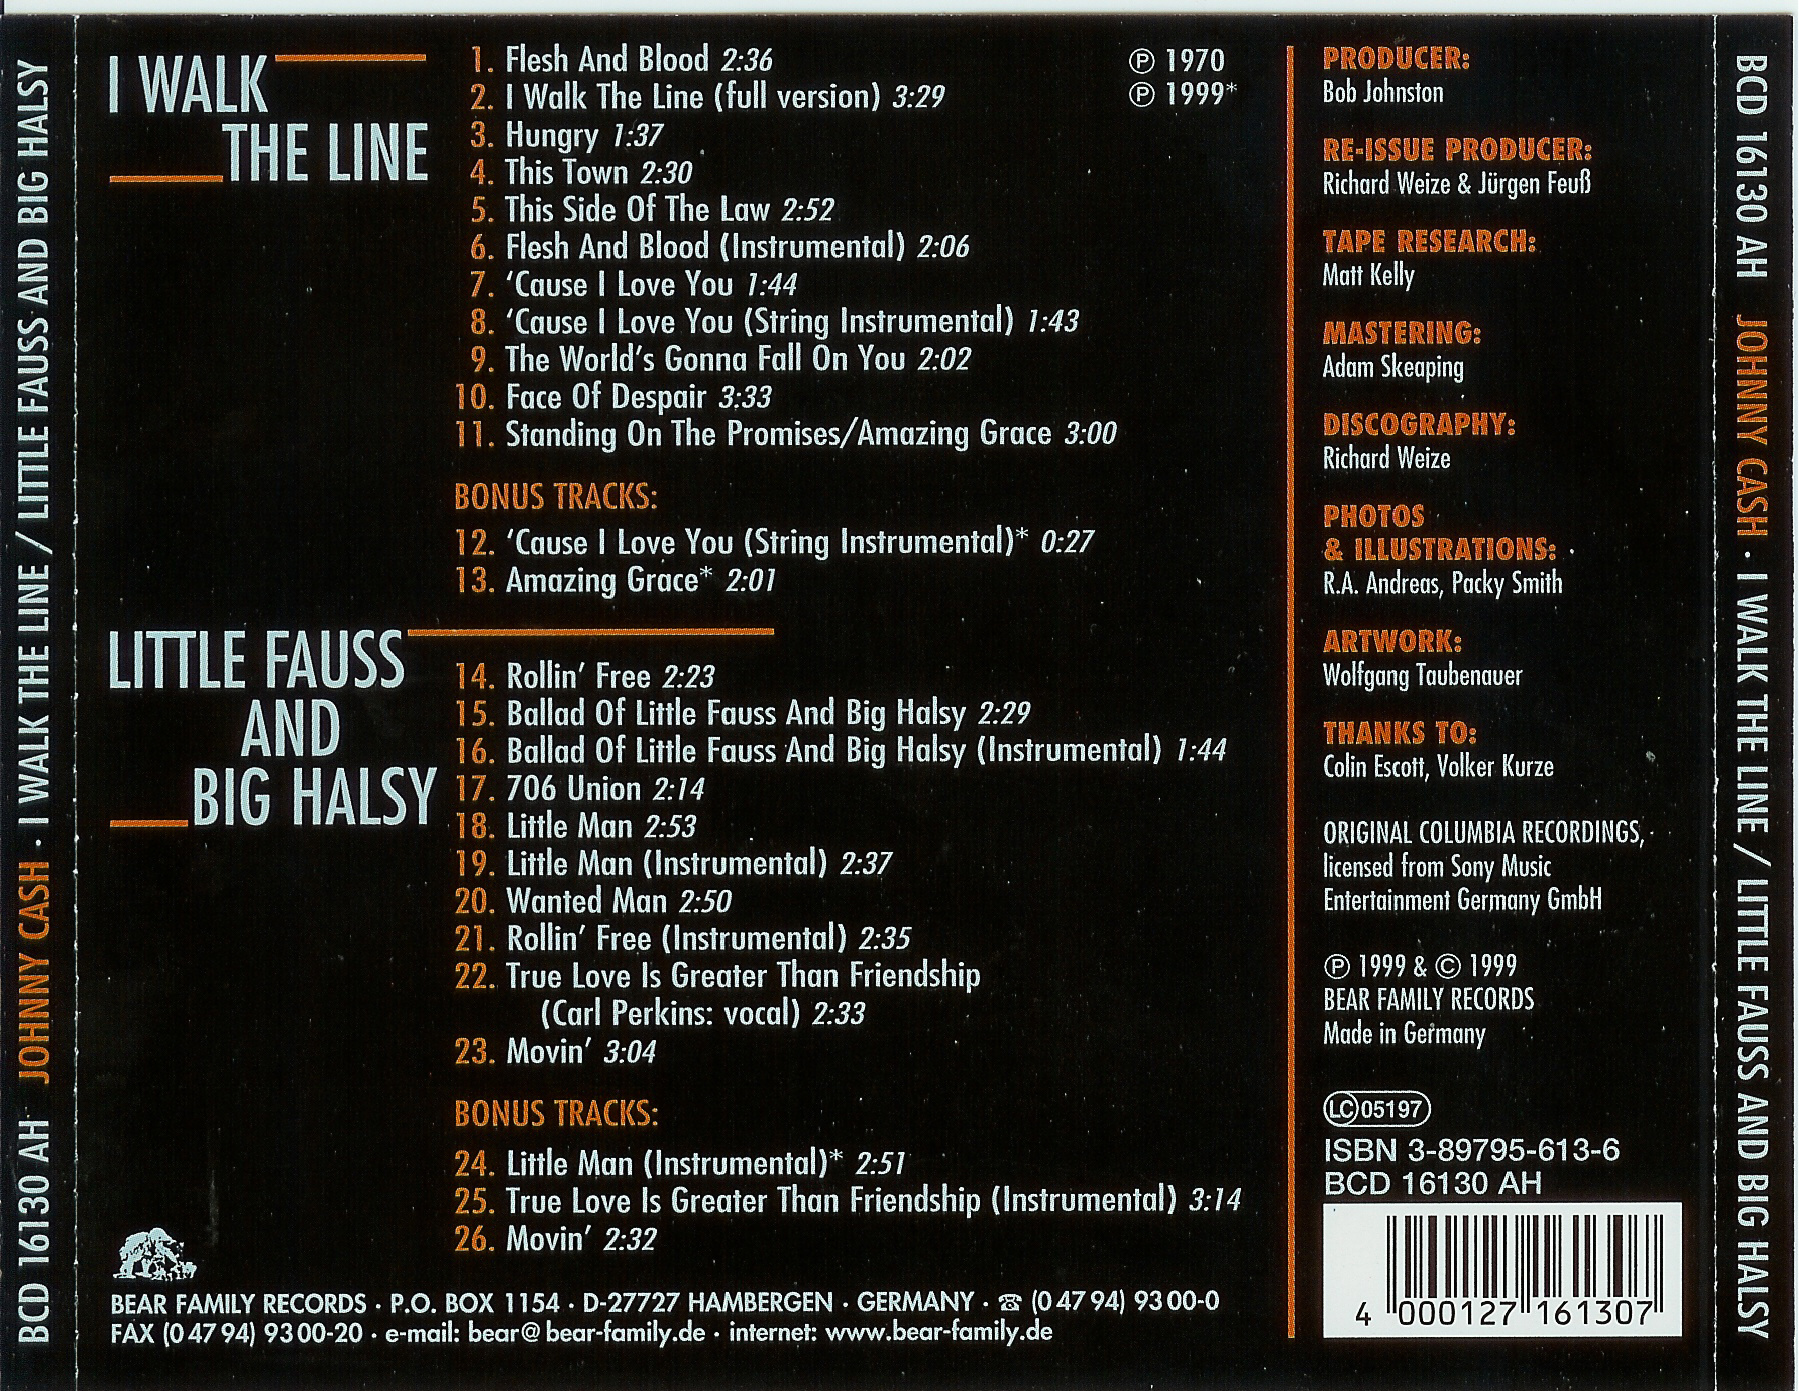 BCD 16130 AH JOHNNY CASH · I WALK THE LINE / LITTLE FAUSS AND BIG HALSY
I WALK
THE LINE
1. Flesh And Blood 2:36
2. I Walk The Line (full version) 3:29
3. Hungry 1:37
4. This Town 2:30
5. This Side Of The Law 2:52
6. Flesh And Blood (Instrumental) 2:06
7. ‘Cause I Love You 1:44
8. ‘Cause I Love You (String Instrumental) 1:43
9. The World’s Gonna Fall On You 2:02
10. Face Of Despair 3:33
11. Standing On The Promises/Amazing Grace 3:00
℗ 1970
℗ 1999*
BONUS TRACKS:
12. ‘Cause I Love You (String Instrumental)* 0:27
13. Amazing Grace* 2:01
LITTLE FAUSS
AND
BIG HALSY
14. Rollin’ Free 2:23
15. Ballad Of Little Fauss And Big Halsy 2:29
16. Ballad Of Little Fauss And Big Halsy (Instrumental) 1:44
17. 706 Union 2:14
18. Little Man 2:53
19. Little Man (Instrumental) 2:37
20. Wanted Man 2:50
21. Rollin’ Free (Instrumental) 2:35
22. True Love Is Greater Than Friendship
(Carl Perkins: vocal) 2:33
23. Movin’ 3:04
BONUS TRACKS:
24. Little Man (Instrumental)* 2:51
25. True Love Is Greater Than Friendship (Instrumental) 3:14
26. Movin’ 2:32
BEAR FAMILY RECORDS · P.O. BOX 1154 · D-27727 HAMBERGEN · GERMANY · ☎ (0 47 94) 93 00-0
FAX (0 47 94) 93 00-20 · e-mail: bear@bear-family.de · internet: www.bear-family.de
PRODUCER:
Bob Johnston
RE-ISSUE PRODUCER:
Richard Weize & Jürgen Feuß
TAPE RESEARCH:
Matt Kelly
MASTERING:
Adam Skeaping
DISCOGRAPHY:
Richard Weize
PHOTOS
& ILLUSTRATIONS:
R.A. Andreas, Packy Smith
ARTWORK:
Wolfgang Taubenauer
THANKS TO:
Colin Escott, Volker Kurze
ORIGINAL COLUMBIA RECORDINGS,
licensed from Sony Music
Entertainment Germany GmbH
℗ 1999 & © 1999
BEAR FAMILY RECORDS
Made in Germany
LC 05197
ISBN 3-89795-613-6
BCD 16130 AH
4 000127 161307
BCD 16130 AH JOHNNY CASH · I WALK THE LINE / LITTLE FAUSS AND BIG HALSY